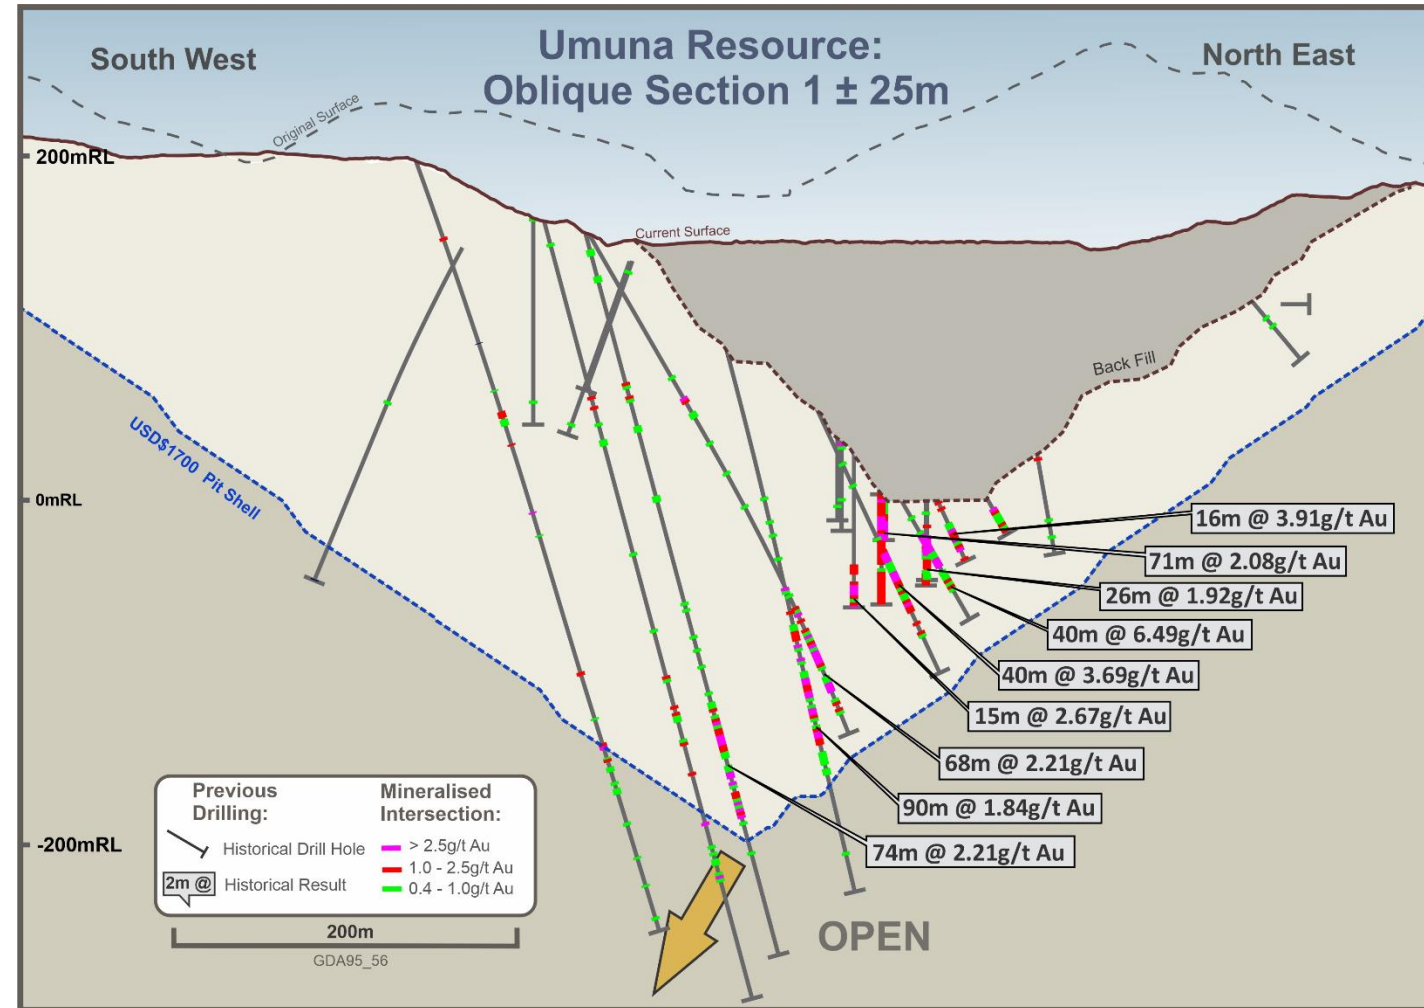 South West
Umuna Resource:
Oblique Section 1 ± 25m
North East
Original Surface
200mRL
Current Surface
Back Fill
USD$1700 Pit Shell
0mRL
16m @ 3.91g/t Au
71m @ 2.08g/t Au
26m @ 1.92g/t Au
40m @ 6.49g/t Au
40m @ 3.69g/t Au
15m @ 2.67g/t Au
68m @ 2.21g/t Au
90m @ 1.84g/t Au
74m @ 2.21g/t Au
-200mRL
Previous
Drilling:
Historical Drill Hole
2m @
Historical Result
Mineralised
Intersection:
> 2.5g/t Au
1.0 - 2.5g/t Au
0.4 - 1.0g/t Au
200m
GDA95_56
OPEN